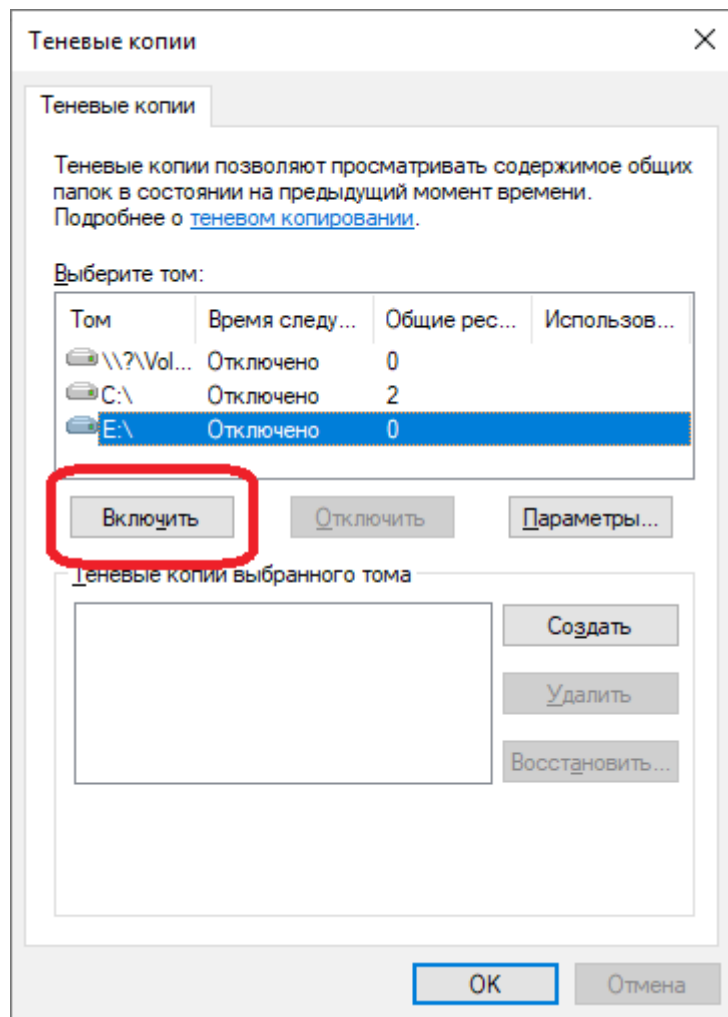 Теневые копии
Теневые копии
Теневые копии позволяют просматривать содержимое общих
папок в состоянии на предыдущий момент времени.
Подробнее о теневом копировании.
Выберите том:
Том Время следу... Общие рес... Использов...
\\?\Vol... Отключено 0
C:\ Отключено 2
E:\ Отключено 0
Включить Отключить Параметры...
Теневые копии выбранного тома
Создать
Удалить
Восстановить...
OK Отмена